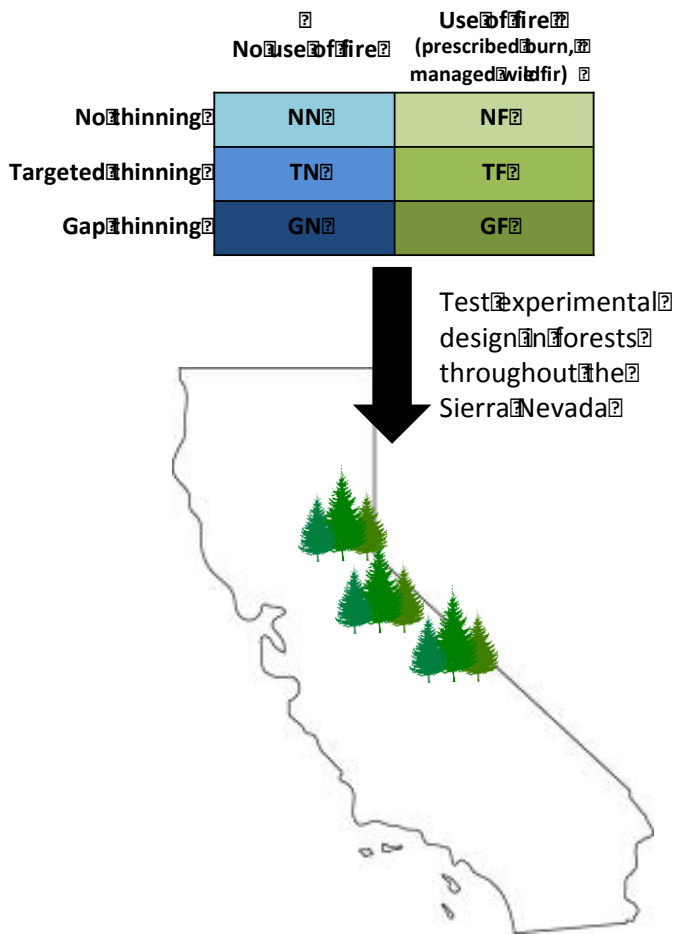 No use of fire
Use of fire
(prescribed burn,
managed wildfir)
No thinning NN NF
Targeted thinning TN TF
Gap thinning GN GF
Test experimental
design in forests
throughout the
Sierra Nevada